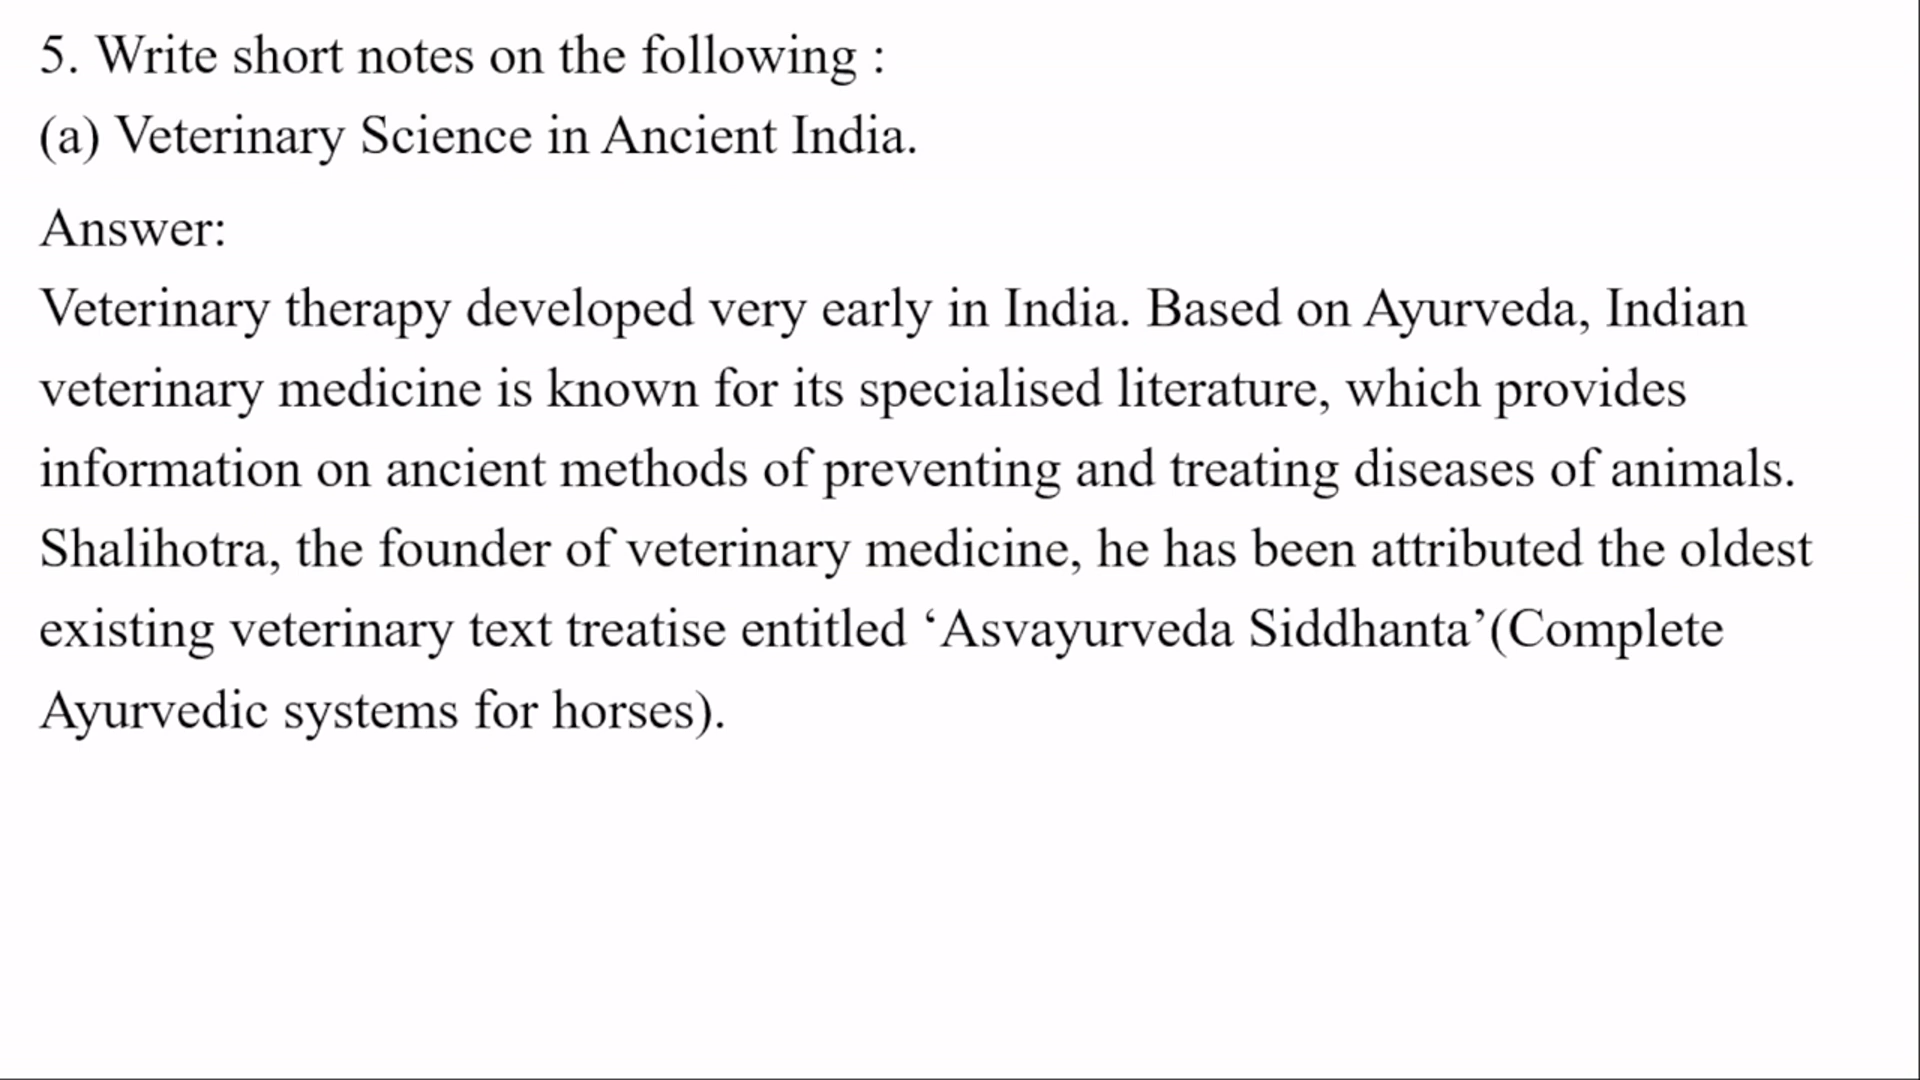 5. Write short notes on the following :
(a) Veterinary Science in Ancient India.
Answer:
Veterinary therapy developed very early in India. Based on Ayurveda, Indian
veterinary medicine is known for its specialised literature, which provides
information on ancient methods of preventing and treating diseases of animals.
Shalihotra, the founder of veterinary medicine, he has been attributed the oldest
existing veterinary text treatise entitled ‘Asvayurveda Siddhanta’(Complete
Ayurvedic systems for horses).